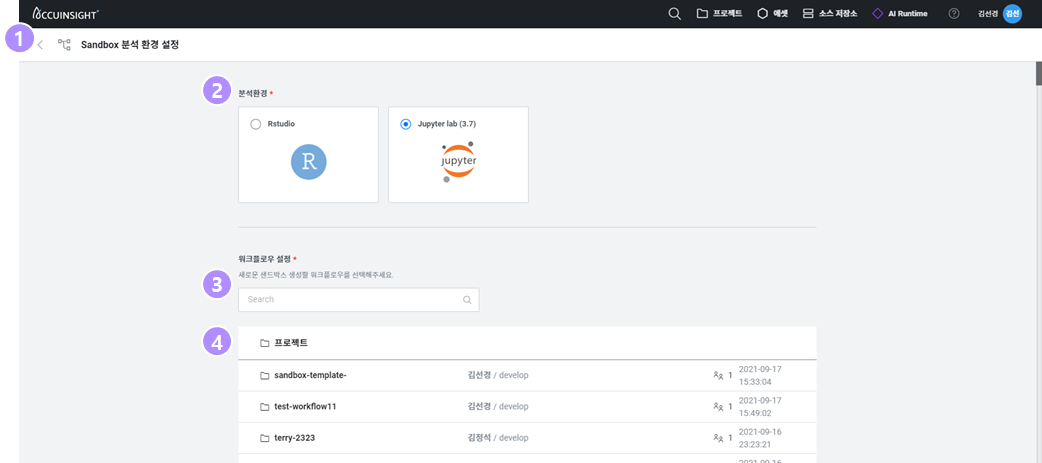 ACCUINSIGHT+
프로젝트 애셋 소스 저장소 AI Runtime ? 김선경 김선
1
Sandbox 분석 환경 설정
2
분석환경 *
Rstudio
Jupyter lab (3.7)
R
jupyter
워크플로우 설정 *
새로운 샌드박스 생성할 워크플로우를 선택해주세요.
3
Search
4
프로젝트
sandbox-template- 김선경 / develop 1 2021-09-17
15:33:04
test-workflow11 김선경 / develop 1 2021-09-17
15:49:02
terry-2323 김정석 / develop 1 2021-09-16
23:23:21
2021-09-16